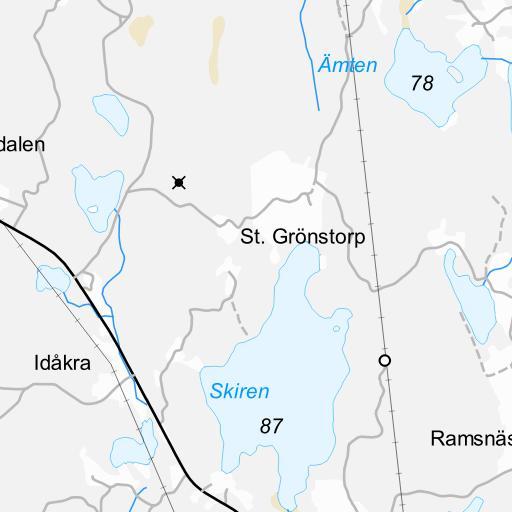 Ämten
78
dalen
St. Grönstorp
Idåkra
Skiren
87
Ramsnäs